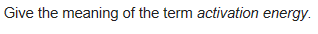 Give the meaning of the term activation energy.